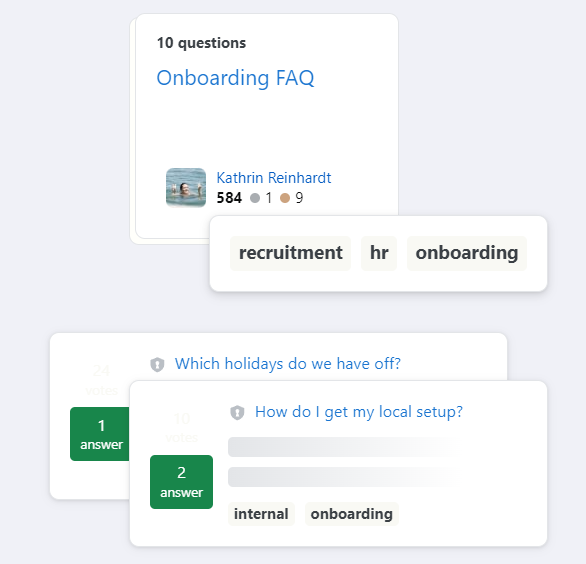 10 questions
Onboarding FAQ
Kathrin Reinhardt
584 1 9
recruitment hr onboarding
24
votes
Which holidays do we have off?
1
answer
10
votes
How do I get my local setup?
2
answer
internal onboarding